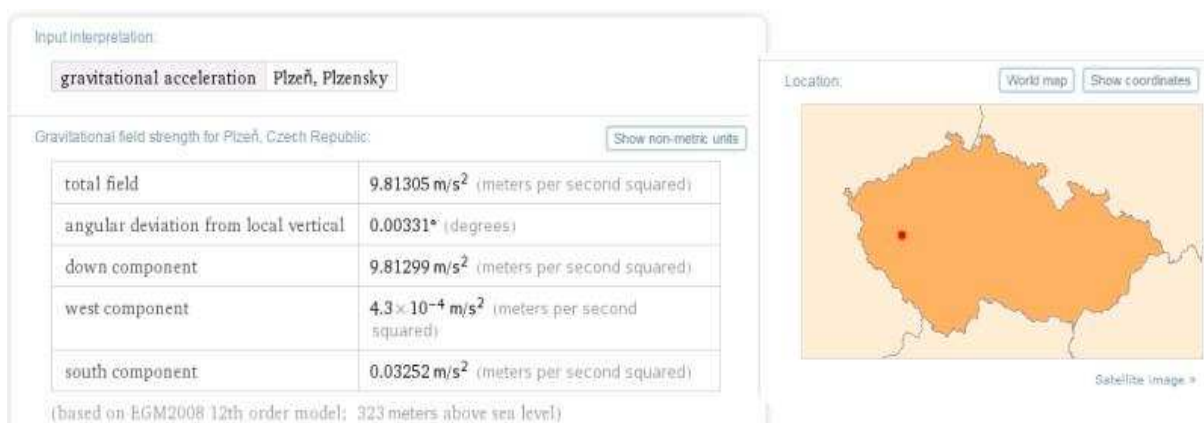 Input interpretation:
gravitational acceleration Plzeň, Plzensky
Gravitational field strength for Plzeň, Czech Republic:
Show non-metric units
total field 9.81305 m/s² (meters per second squared)
angular deviation from local vertical 0.00331° (degrees)
down component 9.81299 m/s² (meters per second squared)
west component 4.3×10⁻⁴ m/s² (meters per second
squared)
south component 0.03252 m/s² (meters per second squared)
(based on EGM2008 12th order model; 323 meters above sea level)
Location:
World map
Show coordinates
Satellite image »